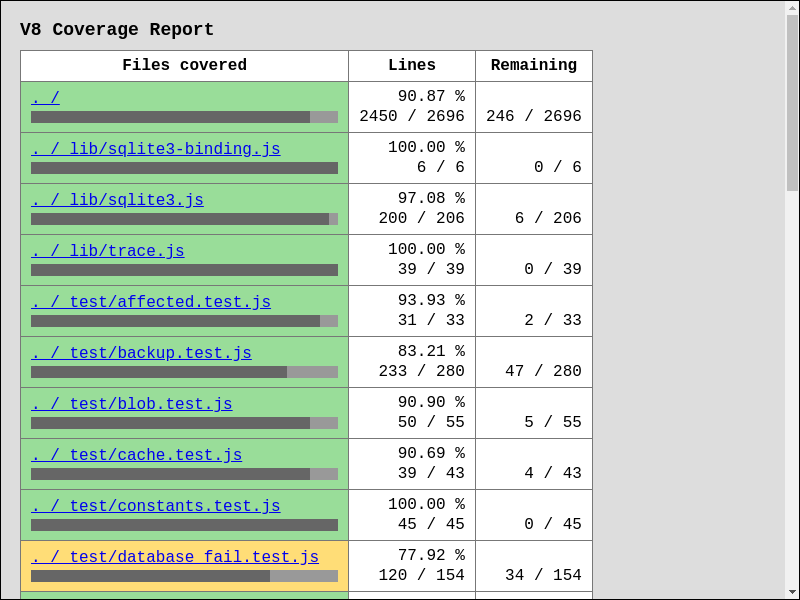 V8 Coverage Report
Files covered Lines Remaining
. / 90.87 %
2450 / 2696 246 / 2696
. / lib/sqlite3-binding.js 100.00 %
6 / 6 0 / 6
. / lib/sqlite3.js 97.08 %
200 / 206 6 / 206
. / lib/trace.js 100.00 %
39 / 39 0 / 39
. / test/affected.test.js 93.93 %
31 / 33 2 / 33
. / test/backup.test.js 83.21 %
233 / 280 47 / 280
. / test/blob.test.js 90.90 %
50 / 55 5 / 55
. / test/cache.test.js 90.69 %
39 / 43 4 / 43
. / test/constants.test.js 100.00 %
45 / 45 0 / 45
. / test/database_fail.test.js 77.92 %
120 / 154 34 / 154